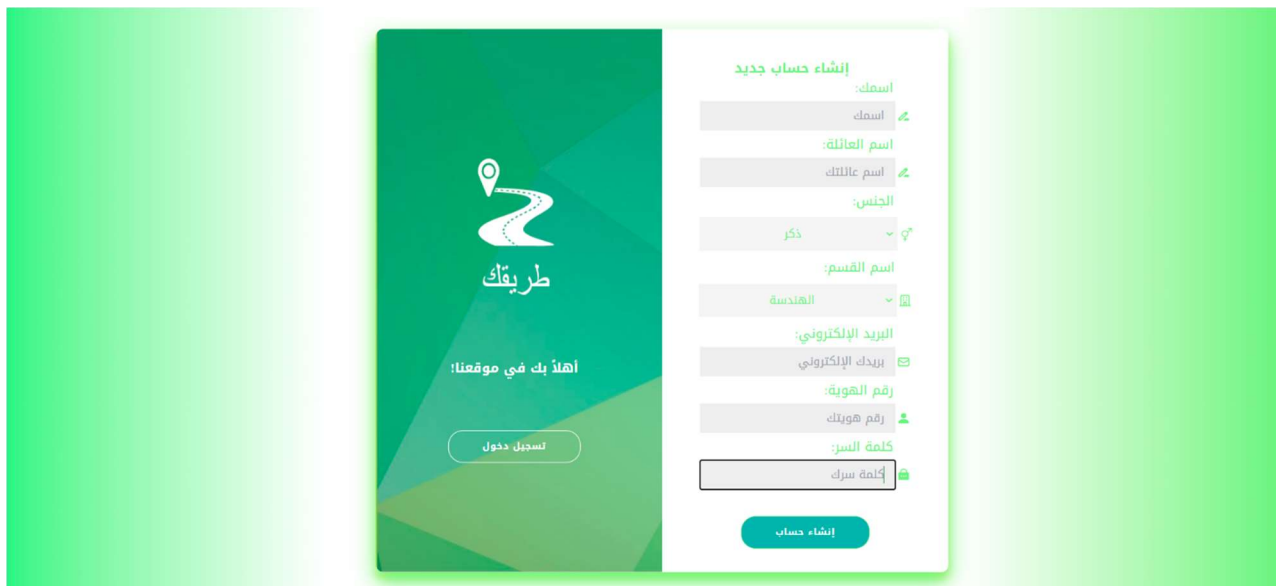 إنشاء حساب جديد
اسمك:
اسمك
اسم العائلة:
اسم عائلتك
الجنس:
ذكر
اسم القسم:
الهندسة
البريد الإلكتروني:
بريدك الإلكتروني
رقم الهوية:
رقم هويتك
كلمة السر:
كلمة سرك
إنشاء حساب
طريقك
أهلاً بك في موقعنا!
تسجيل دخول